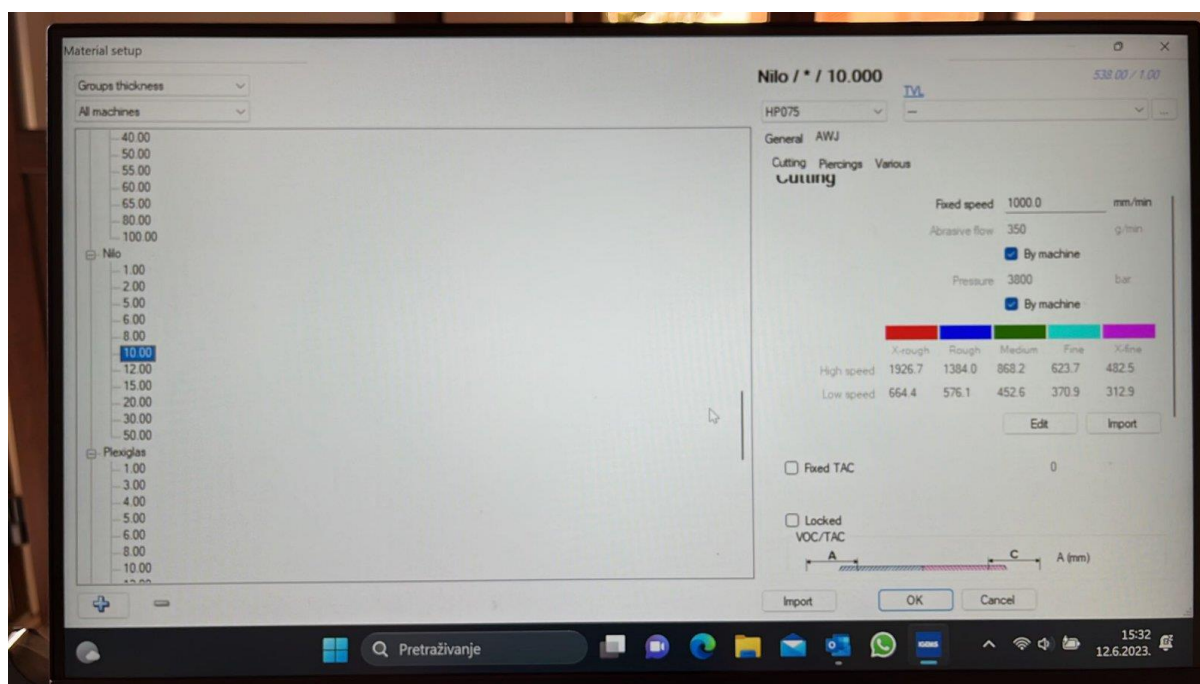 Material setup
Groups thickness
All machines
40.00
50.00
55.00
60.00
65.00
80.00
100.00
Nilo
1.00
2.00
5.00
6.00
8.00
10.00
12.00
15.00
20.00
30.00
50.00
Plexiglas
1.00
3.00
4.00
5.00
6.00
8.00
10.00
Nilo / * / 10.000
538.00 / 1.00
TVL
HP075
General AWJ
Cutting Piercings Various
Cutting
Fixed speed 1000.0 mm/min
Abrasive flow 350 g/min
By machine
Pressure 3800 bar
By machine
X-rough Rough Medium Fine X-fine
High speed 1926.7 1384.0 868.2 623.7 482.5
Low speed 664.4 576.1 452.6 370.9 312.9
Edit Import
Fixed TAC 0
Locked
VOC/TAC
A C A (mm)
Import OK Cancel
Pretraživanje
IGEMS
15:32
12.6.2023.